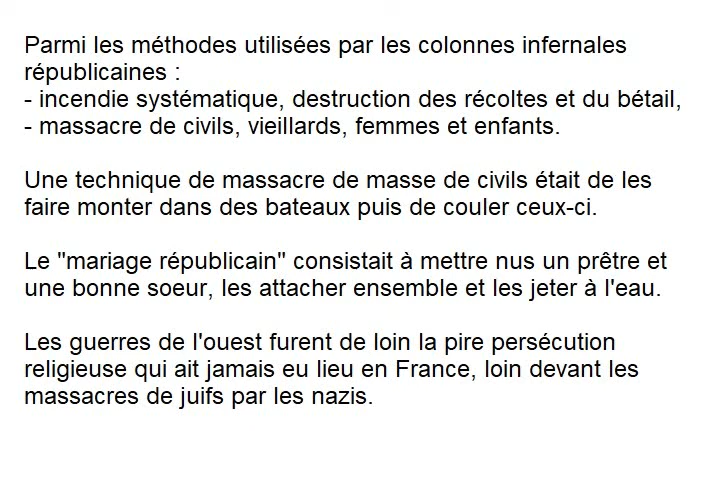 Parmi les méthodes utilisées par les colonnes infernales
républicaines :
- incendie systématique, destruction des récoltes et du bétail,
- massacre de civils, vieillards, femmes et enfants.
Une technique de massacre de masse de civils était de les
faire monter dans des bateaux puis de couler ceux-ci.
Le "mariage républicain" consistait à mettre nus un prêtre et
une bonne soeur, les attacher ensemble et les jeter à l'eau.
Les guerres de l'ouest furent de loin la pire persécution
religieuse qui ait jamais eu lieu en France, loin devant les
massacres de juifs par les nazis.